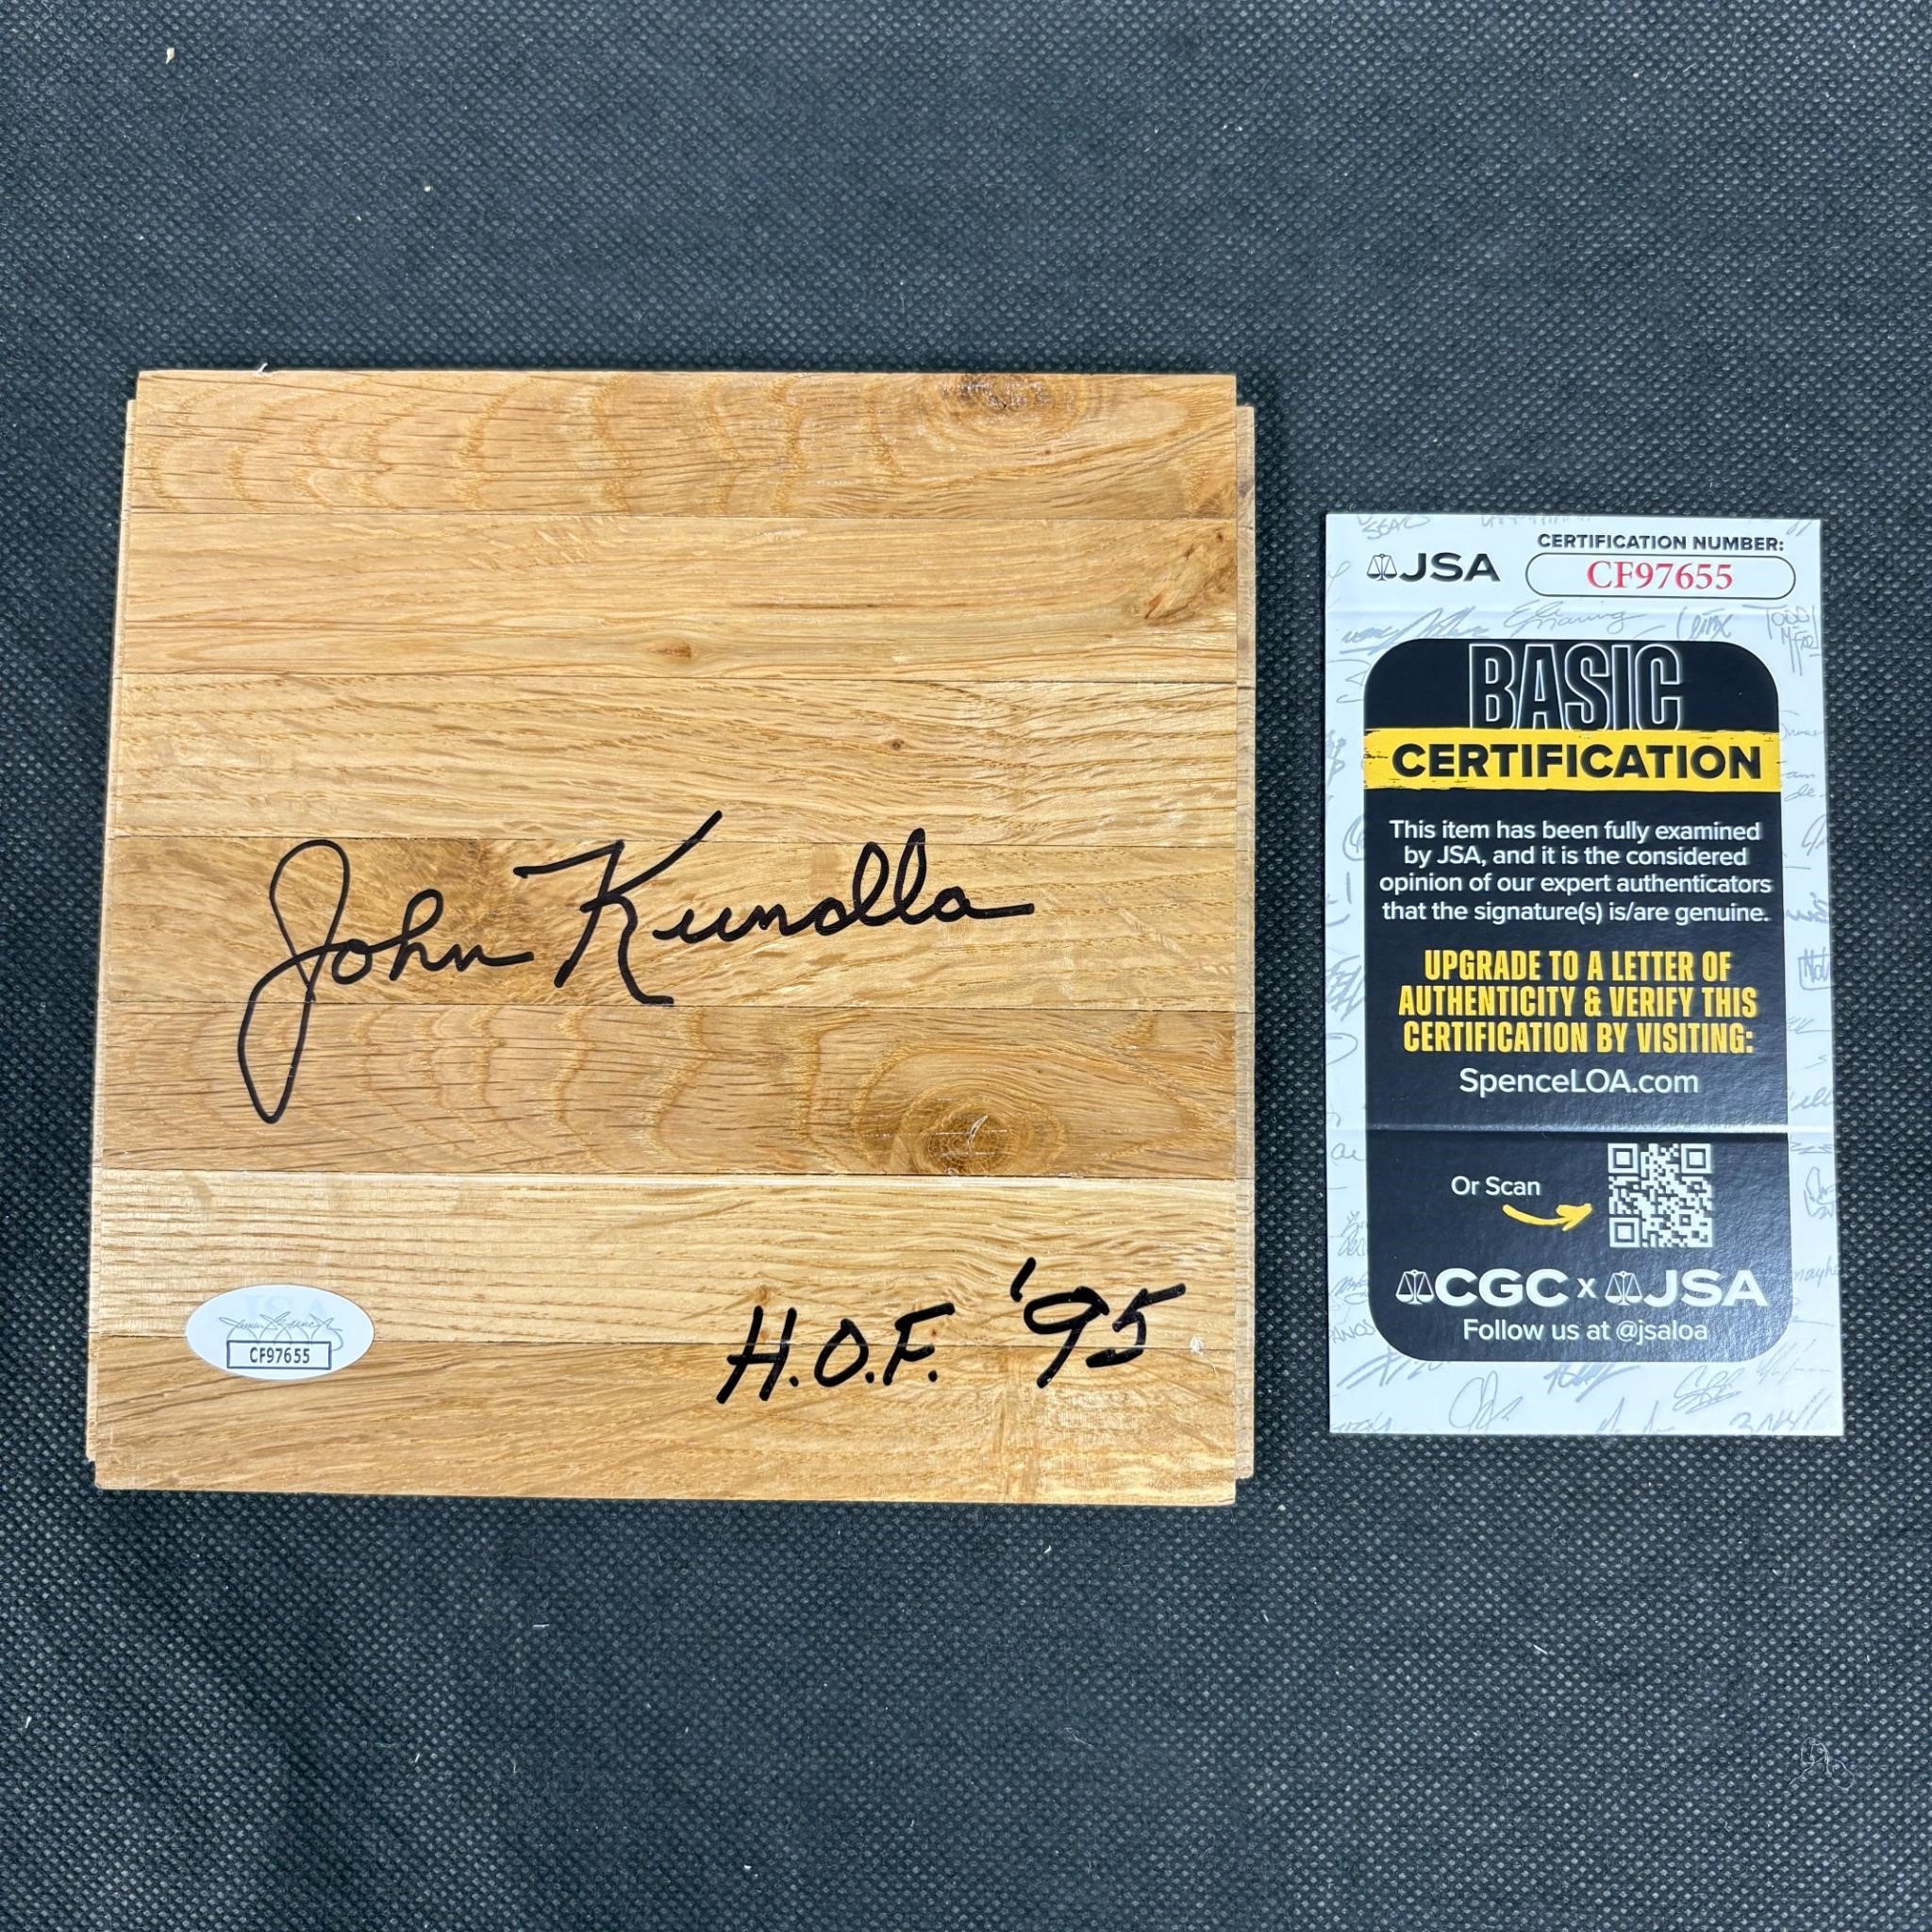 John Kundla
H.O.F. '95
CF97655
JSA
CERTIFICATION NUMBER:
CF97655
BASIC
CERTIFICATION
This item has been fully examined
by JSA, and it is the considered
opinion of our expert authenticators
that the signature(s) is/are genuine.
UPGRADE TO A LETTER OF
AUTHENTICITY & VERIFY THIS
CERTIFICATION BY VISITING:
SpenceLOA.com
Or Scan
CGC x JSA
Follow us at @jsaloa